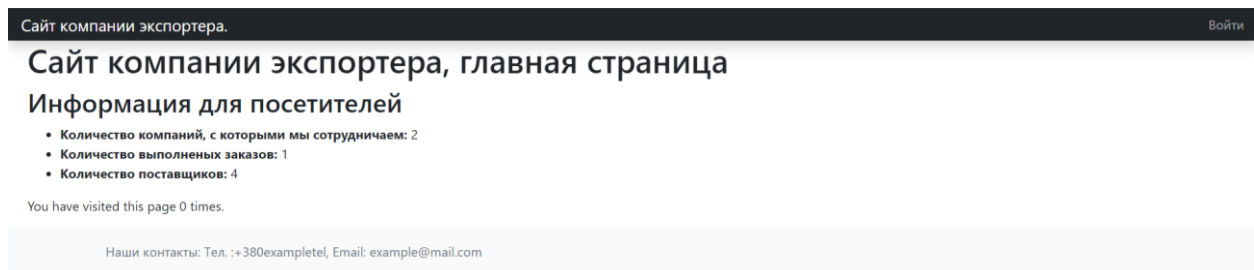 Сайт компании экспортера.
Войти
Сайт компании экспортера, главная страница
Информация для посетителей
Количество компаний, с которыми мы сотрудничаем: 2
Количество выполненых заказов: 1
Количество поставщиков: 4
You have visited this page 0 times.
Наши контакты: Тел. :+380exampletel, Email: example@mail.com